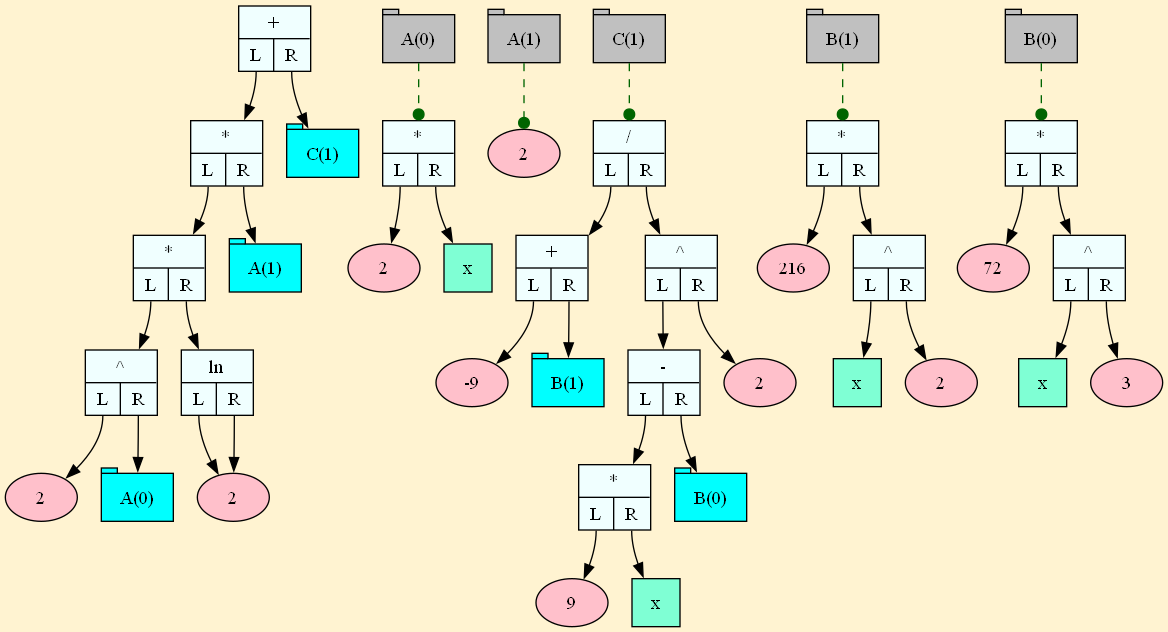 +
L R
A(0)
A(1)
C(1)
B(1)
B(0)
*
L R
C(1)
*
L R
2
/
L R
*
L R
*
L R
*
L R
A(1)
2
x
+
L R
^
L R
216
^
L R
72
^
L R
^
L R
ln
L R
-9
B(1)
-
L R
2
x
2
x
3
2
A(0)
2
*
L R
B(0)
9
x